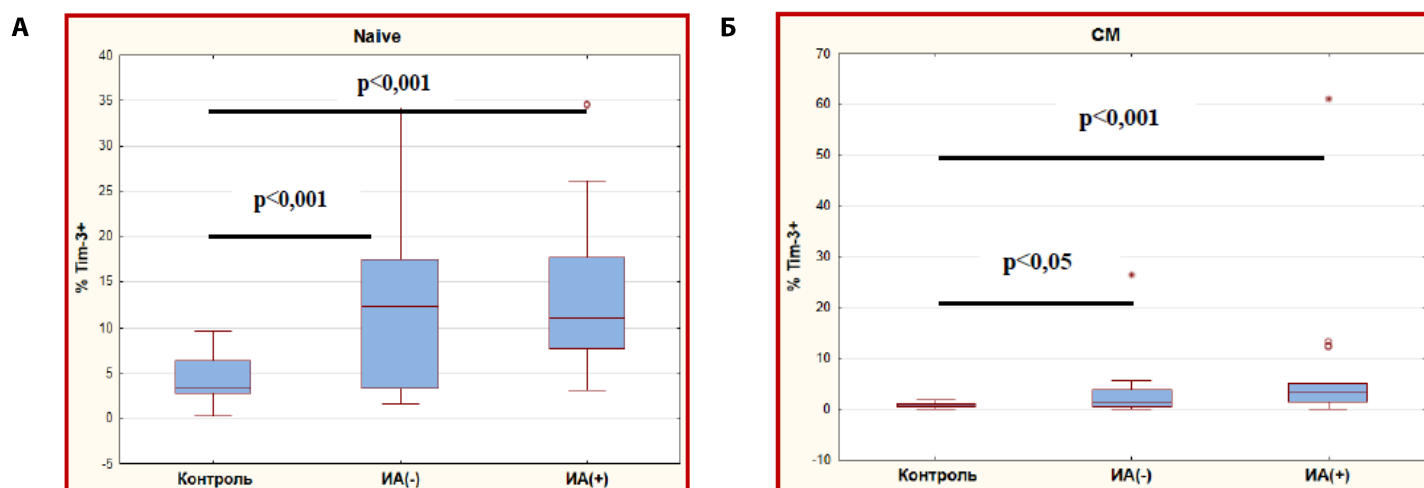 А
Naive
40
35
30
25
20
15
10
5
0
-5
% Tim-3+
p<0,001
p<0,001
Контроль
ИА(-)
ИА(+)
Б
CM
70
60
50
40
30
20
10
0
-10
% Tim-3+
p<0,001
p<0,05
Контроль
ИА(-)
ИА(+)